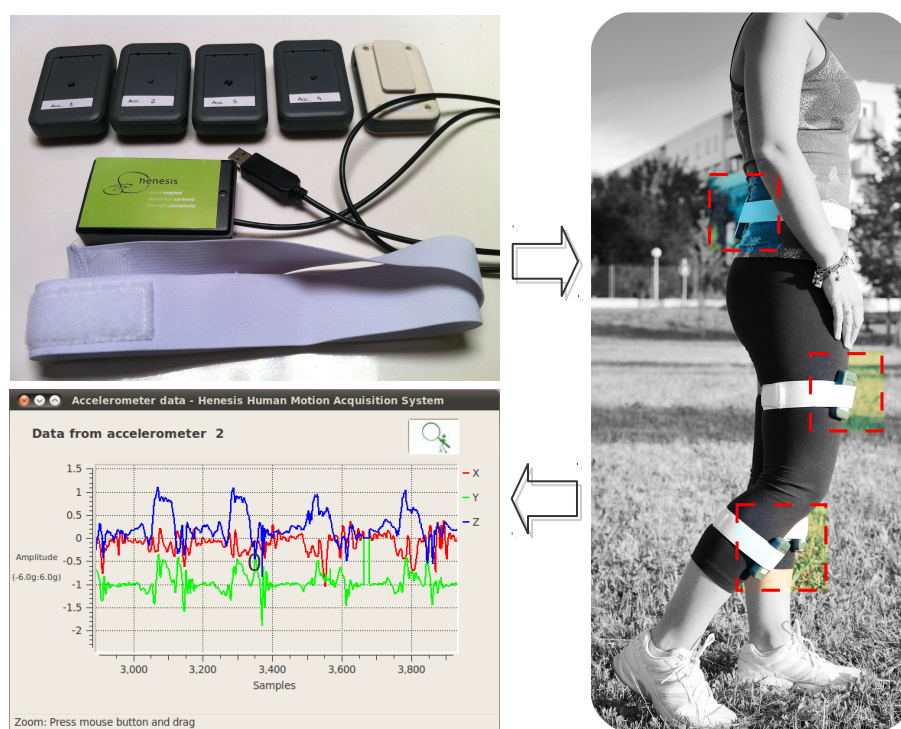 Acc. 1
Acc. 2
Acc. 3
Acc. 4
henesis
Accelerometer data - Henesis Human Motion Acquisition System
Data from accelerometer 2
1.5
1
0.5
0
-0.5
-1
-1.5
-2
Amplitude
(-6.0g:6.0g)
X
Y
Z
3,000
3,200
3,400
3,600
3,800
Samples
Zoom: Press mouse button and drag